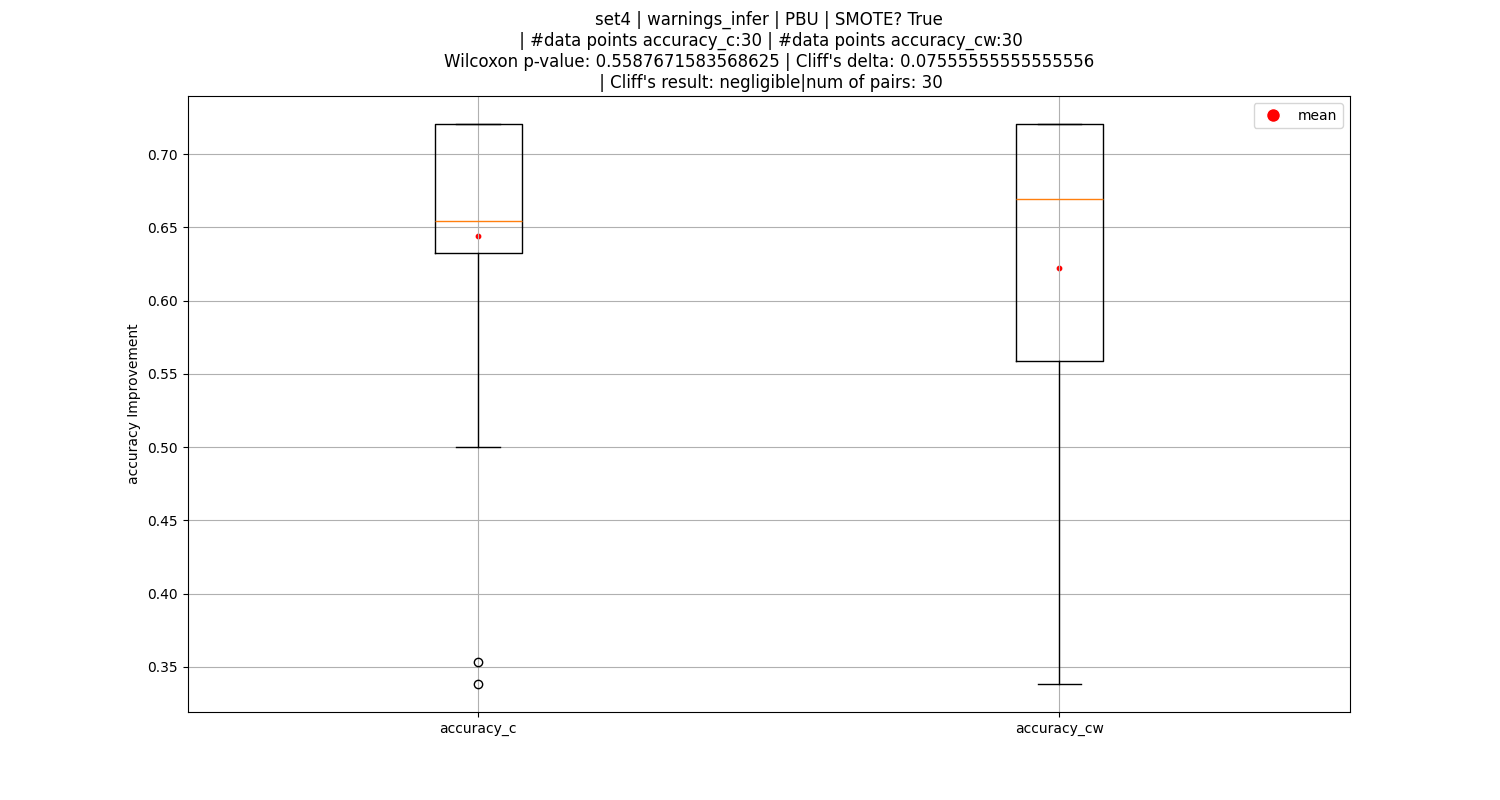 set4 | warnings_infer | PBU | SMOTE? True
| #data points accuracy_c:30 | #data points accuracy_cw:30
Wilcoxon p-value: 0.5587671583568625 | Cliff's delta: 0.07555555555555556
| Cliff's result: negligible|num of pairs: 30
mean
0.70
0.65
0.60
0.55
0.50
0.45
0.40
0.35
accuracy Improvement
accuracy_c
accuracy_cw